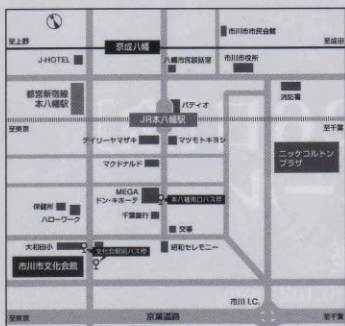 市川市市民会館
至上野
京成八幡
至成田
J-HOTEL
八幡市民談話室
市川市役所
都営新宿線
本八幡駅
パティオ
消防署
JR本八幡駅
至東京
至千葉
デイリーヤマザキ
マツモトキヨシ
ニッケコルトン
プラザ
マクドナルド
MEGA
ドン・キホーテ
本八幡南口バス停
保健所
千葉銀行
ハローワーク
交番
大和田小
文化会館前バス停
昭和セレモニー
市川市文化会館
市川I.C.
至東京
京葉道路
至千葉